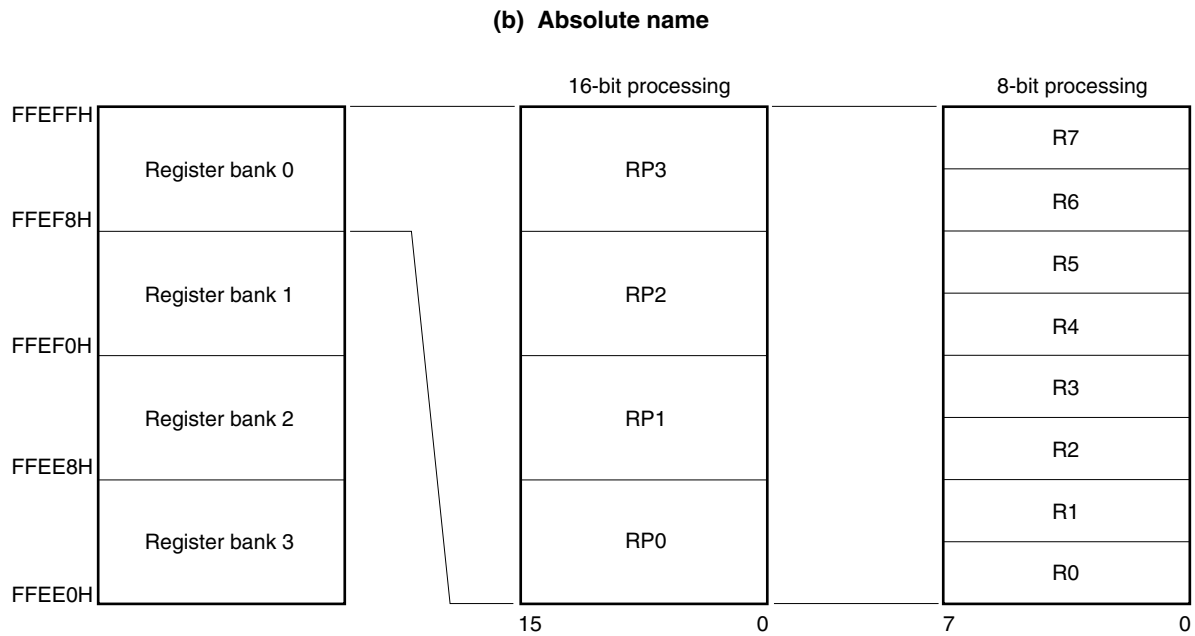 (b) Absolute name
16-bit processing
8-bit processing
FFEFFH
Register bank 0
FFEF8H
Register bank 1
FFEF0H
Register bank 2
FFEE8H
Register bank 3
FFEE0H
RP3
RP2
RP1
RP0
15 0
R7
R6
R5
R4
R3
R2
R1
R0
7 0